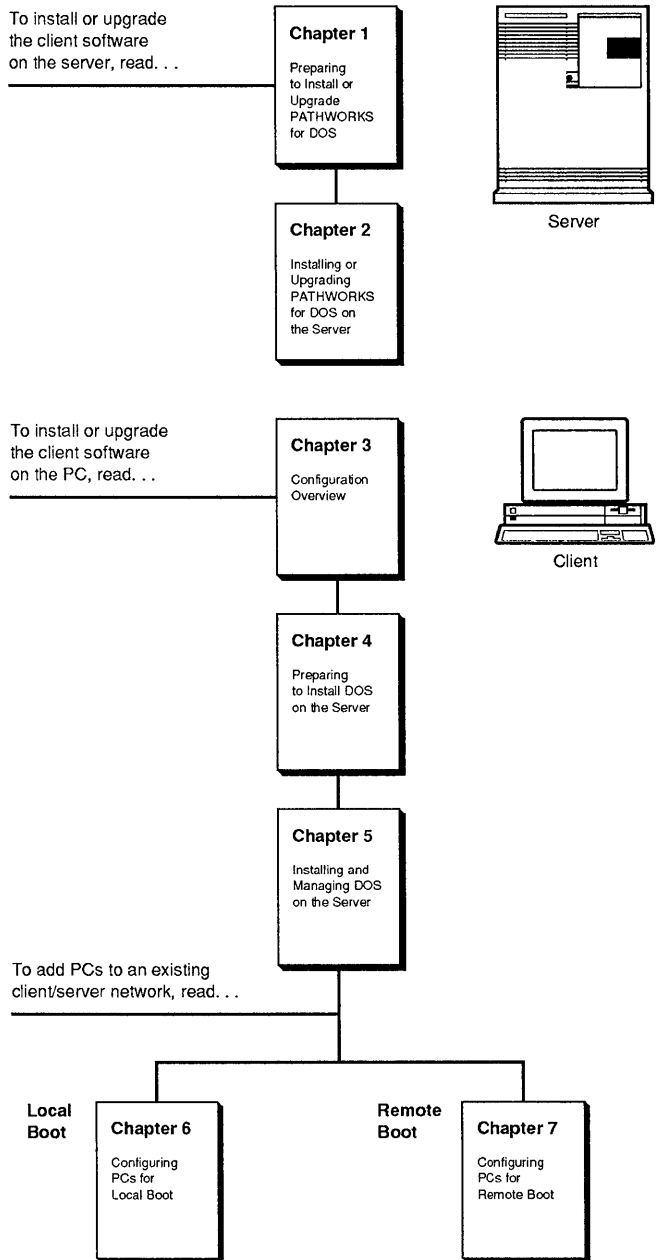 To install or upgrade
the client software
on the server, read. . .
Chapter 1
Preparing
to Install or
Upgrade
PATHWORKS
for DOS
Server
Chapter 2
Installing or
Upgrading
PATHWORKS
for DOS on
the Server
To install or upgrade
the client software
on the PC, read. . .
Chapter 3
Configuration
Overview
Client
Chapter 4
Preparing
to Install DOS
on the Server
Chapter 5
Installing and
Managing DOS
on the Server
To add PCs to an existing
client/server network, read. . .
Local
Boot
Chapter 6
Configuring
PCs for
Local Boot
Remote
Boot
Chapter 7
Configuring
PCs for
Remote Boot